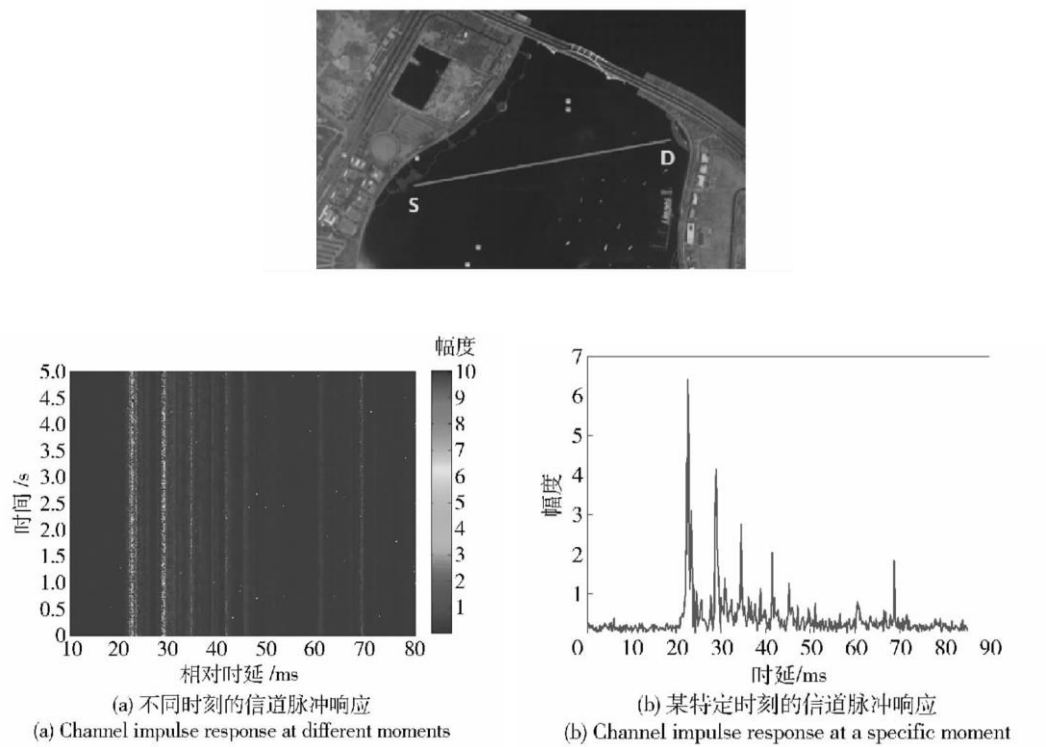 S
D
幅度
5.0
4.5
4.0
3.5
3.0
2.5
2.0
1.5
1.0
0.5
0
时间 /s
10 20 30 40 50 60 70 80
相对时延 /ms
10
9
8
7
6
5
4
3
2
1
(a) 不同时刻的信道脉冲响应
(a) Channel impulse response at different moments
7
6
5
4
3
2
1
幅度
0 10 20 30 40 50 60 70 80 90
时延/ms
(b) 某特定时刻的信道脉冲响应
(b) Channel impulse response at a specific moment